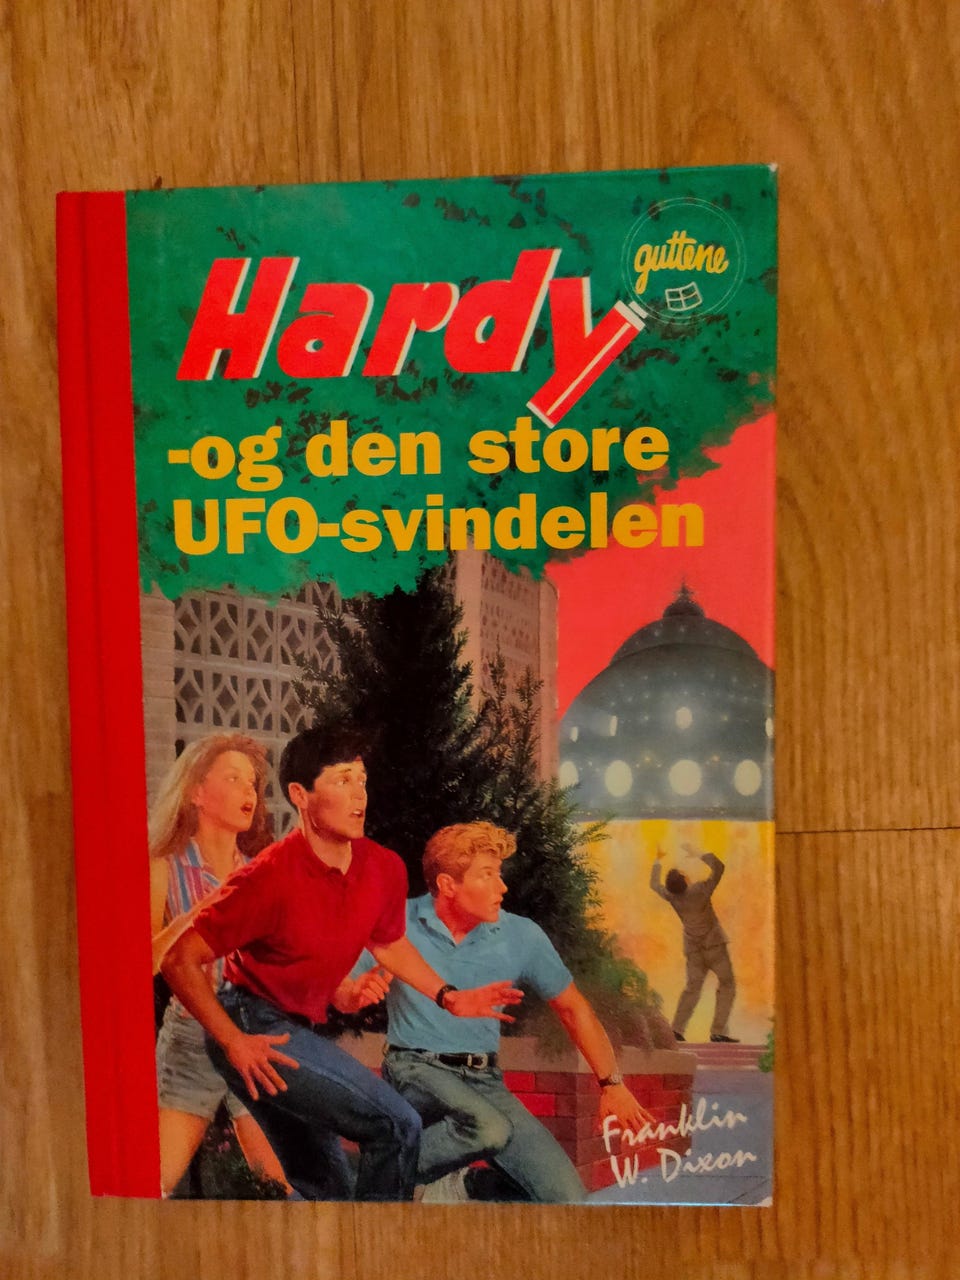 Hardy
guttene
-og den store
UFO-svindelen
Franklin
W. Dixon